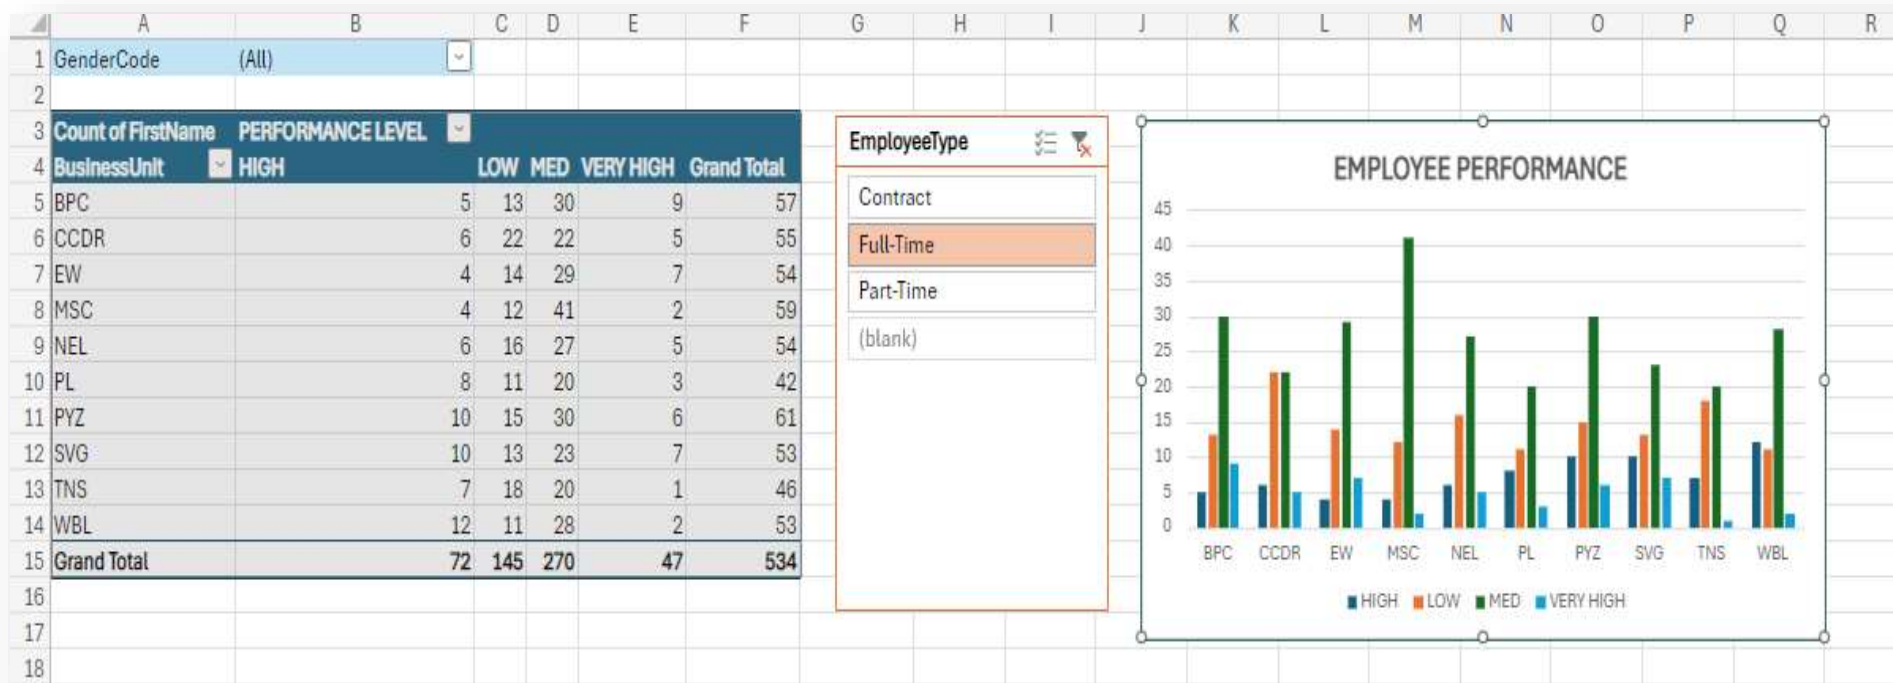 A B C D E F G H I J K L M N O P Q R
1 GenderCode (All)
2
3 Count of FirstName PERFORMANCE LEVEL
4 BusinessUnit HIGH LOW MED VERY HIGH Grand Total
5 BPC 5 13 30 9 57
6 CCDR 6 22 22 5 55
7 EW 4 14 29 7 54
8 MSC 4 12 41 2 59
9 NEL 6 16 27 5 54
10 PL 8 11 20 3 42
11 PYZ 10 15 30 6 61
12 SVG 10 13 23 7 53
13 TNS 7 18 20 1 46
14 WBL 12 11 28 2 53
15 Grand Total 72 145 270 47 534
16
17
18
EmployeeType
Contract
Full-Time
Part-Time
(blank)
EMPLOYEE PERFORMANCE
45
40
35
30
25
20
15
10
5
0
BPC CCDR EW MSC NEL PL PYZ SVG TNS WBL
HIGH LOW MED VERY HIGH